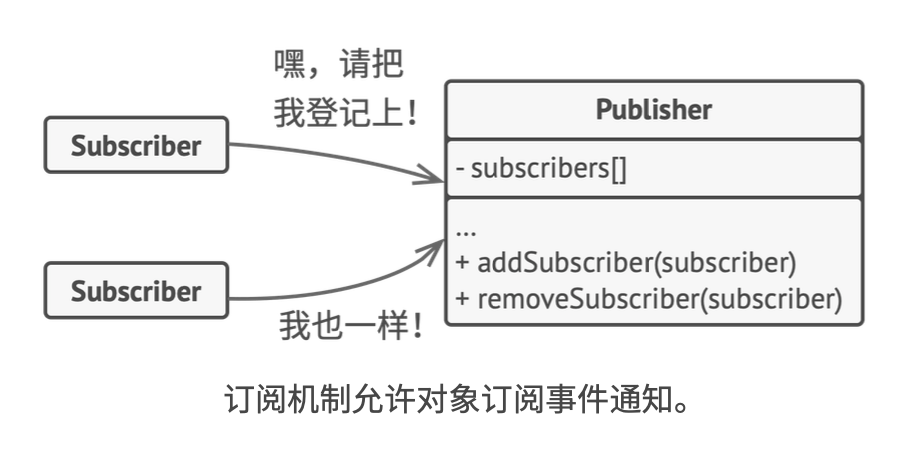 嘿，请把
我登记上！
Subscriber
Publisher
- subscribers[]
...
+ addSubscriber(subscriber)
+ removeSubscriber(subscriber)
Subscriber
我也一样！
订阅机制允许对象订阅事件通知。